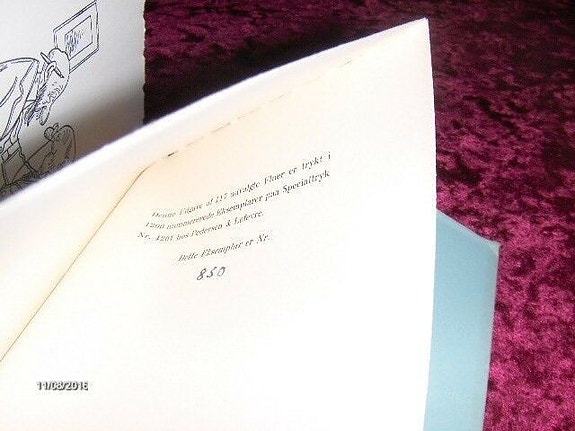 Denne Udgave af 117 udvalgte Fluer er trykt i
1200 nummererede Eksemplarer paa Specialtryk
Nr. 4201 hos Pedersen & Lefevre.
Dette Eksemplar er Nr.
850
11/08/2016